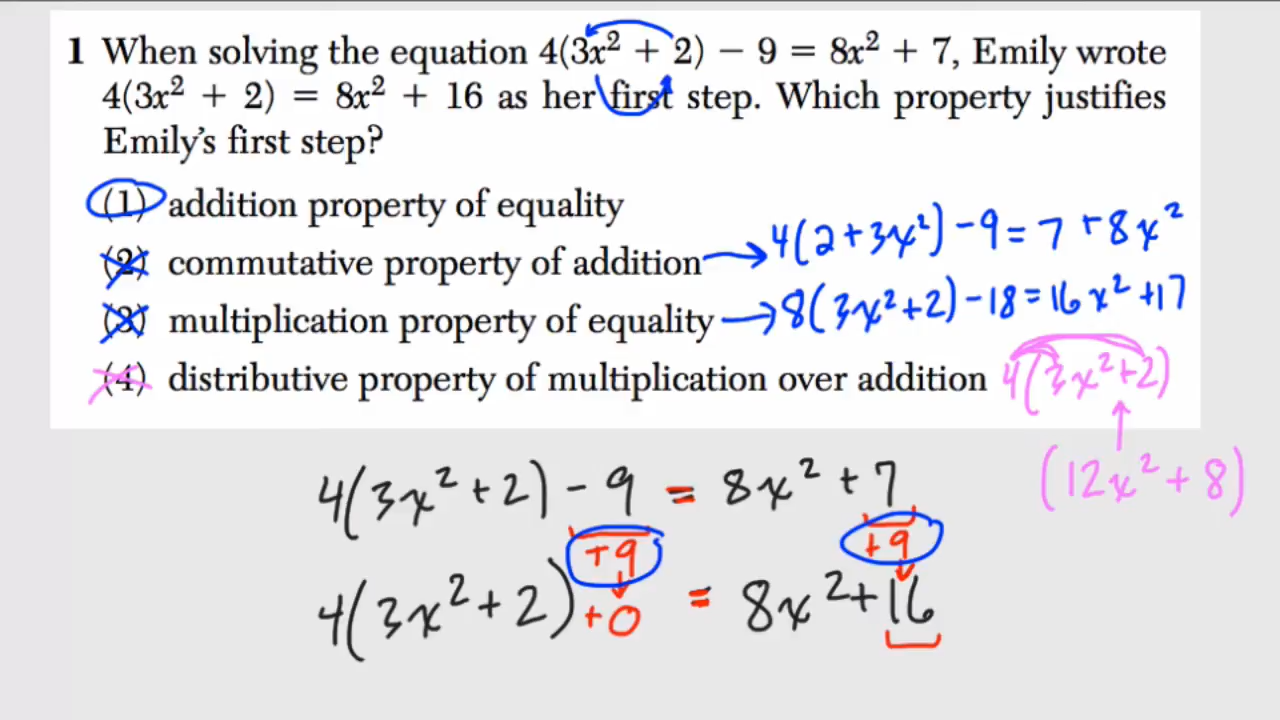 1 When solving the equation 4(3x² + 2) − 9 = 8x² + 7, Emily wrote
4(3x² + 2) = 8x² + 16 as her first step. Which property justifies
Emily's first step?
(1) addition property of equality
(2) commutative property of addition → 4(2+3x²) −9 = 7 + 8x²
(3) multiplication property of equality → 8(3x²+2) −18 = 16x² +17
(4) distributive property of multiplication over addition 4(3x²+2)
(12x² + 8)
4(3x² + 2) − 9 = 8x² + 7
+9 +9
4(3x² + 2) +0 = 8x² + 16